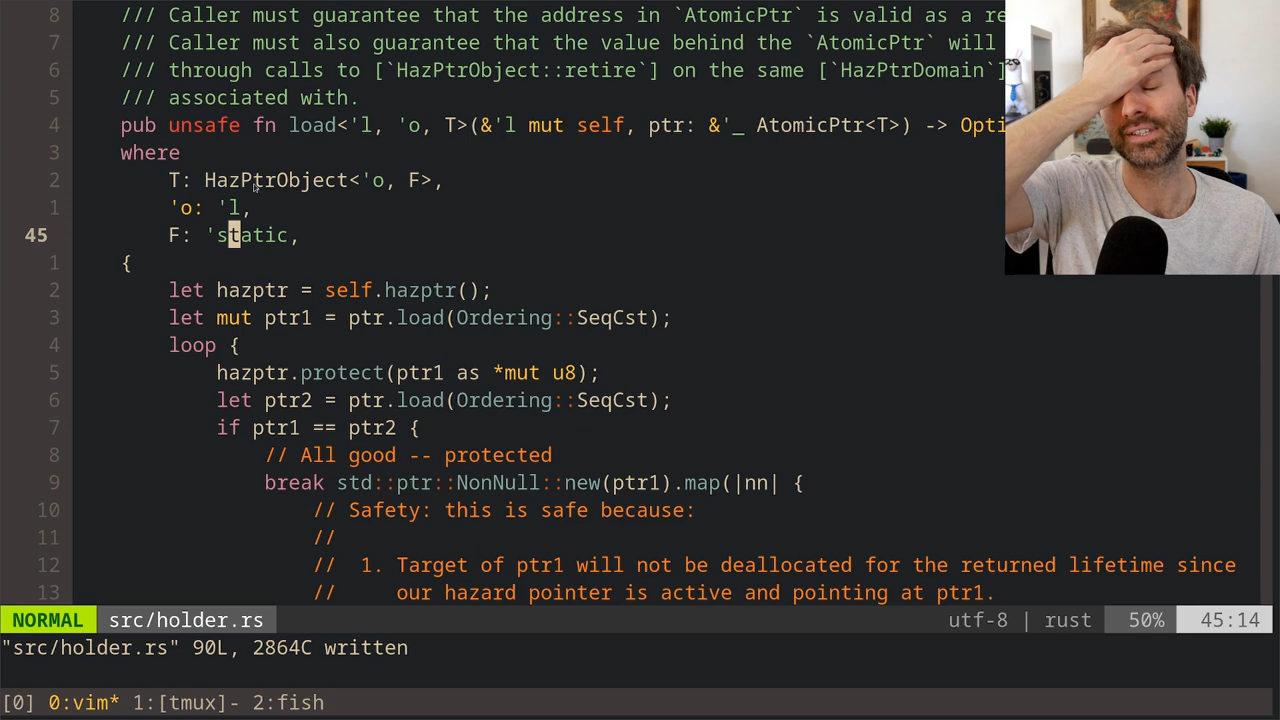 8 /// Caller must guarantee that the address in `AtomicPtr` is valid as a re
7 /// Caller must also guarantee that the value behind the `AtomicPtr` will
6 /// through calls to [`HazPtrObject::retire`] on the same [`HazPtrDomain`]
5 /// associated with.
4 pub unsafe fn load<'l, 'o, T>(&'l mut self, ptr: &'_ AtomicPtr<T>) -> Opti
3 where
2 T: HazPtrObject<'o, F>,
1 'o: 'l,
45 F: 'static,
1 {
2 let hazptr = self.hazptr();
3 let mut ptr1 = ptr.load(Ordering::SeqCst);
4 loop {
5 hazptr.protect(ptr1 as *mut u8);
6 let ptr2 = ptr.load(Ordering::SeqCst);
7 if ptr1 == ptr2 {
8 // All good -- protected
9 break std::ptr::NonNull::new(ptr1).map(|nn| {
10 // Safety: this is safe because:
11 //
12 // 1. Target of ptr1 will not be deallocated for the returned lifetime since
13 // our hazard pointer is active and pointing at ptr1.
NORMAL src/holder.rs utf-8 | rust 50% 45:14
"src/holder.rs" 90L, 2864C written
[0] 0:vim* 1:[tmux]- 2:fish